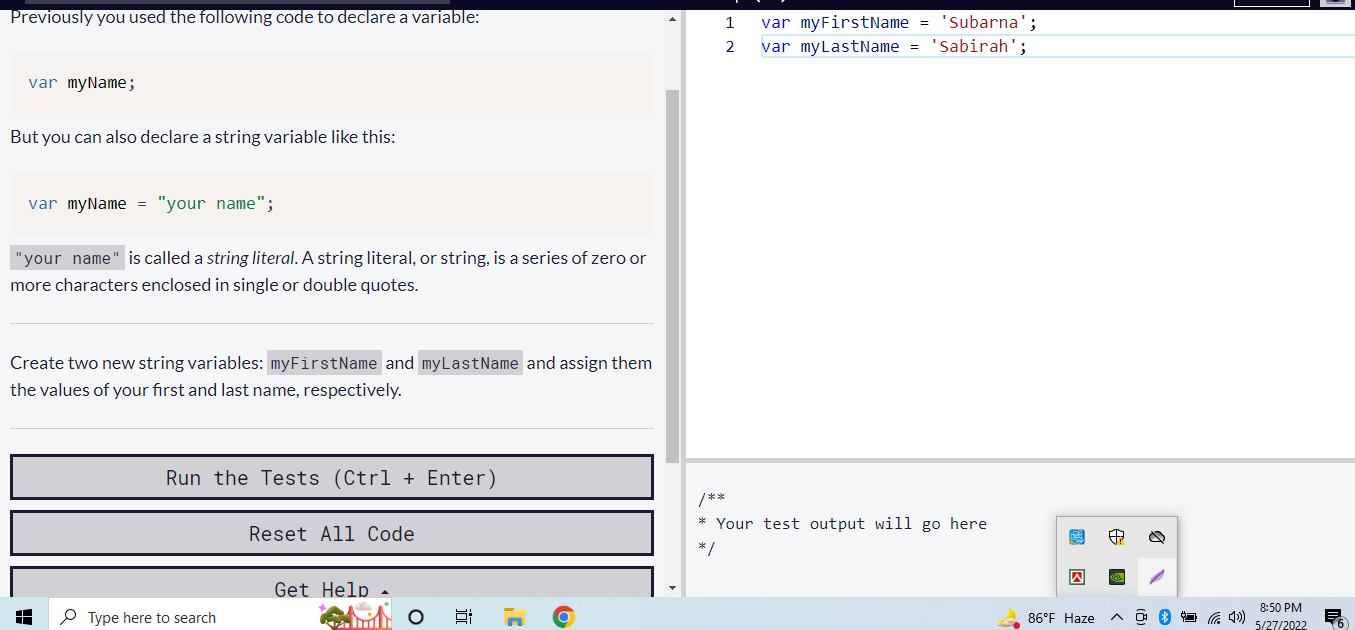 Previously you used the following code to declare a variable:
var myName;
But you can also declare a string variable like this:
var myName = "your name";
"your name" is called a string literal. A string literal, or string, is a series of zero or
more characters enclosed in single or double quotes.
Create two new string variables: myFirstName and myLastName and assign them
the values of your first and last name, respectively.
Run the Tests (Ctrl + Enter)
Reset All Code
Get Help
1 var myFirstName = 'Subarna';
2 var myLastName = 'Sabirah';
/**
* Your test output will go here
*/
Type here to search
86°F Haze
8:50 PM
5/27/2022
6